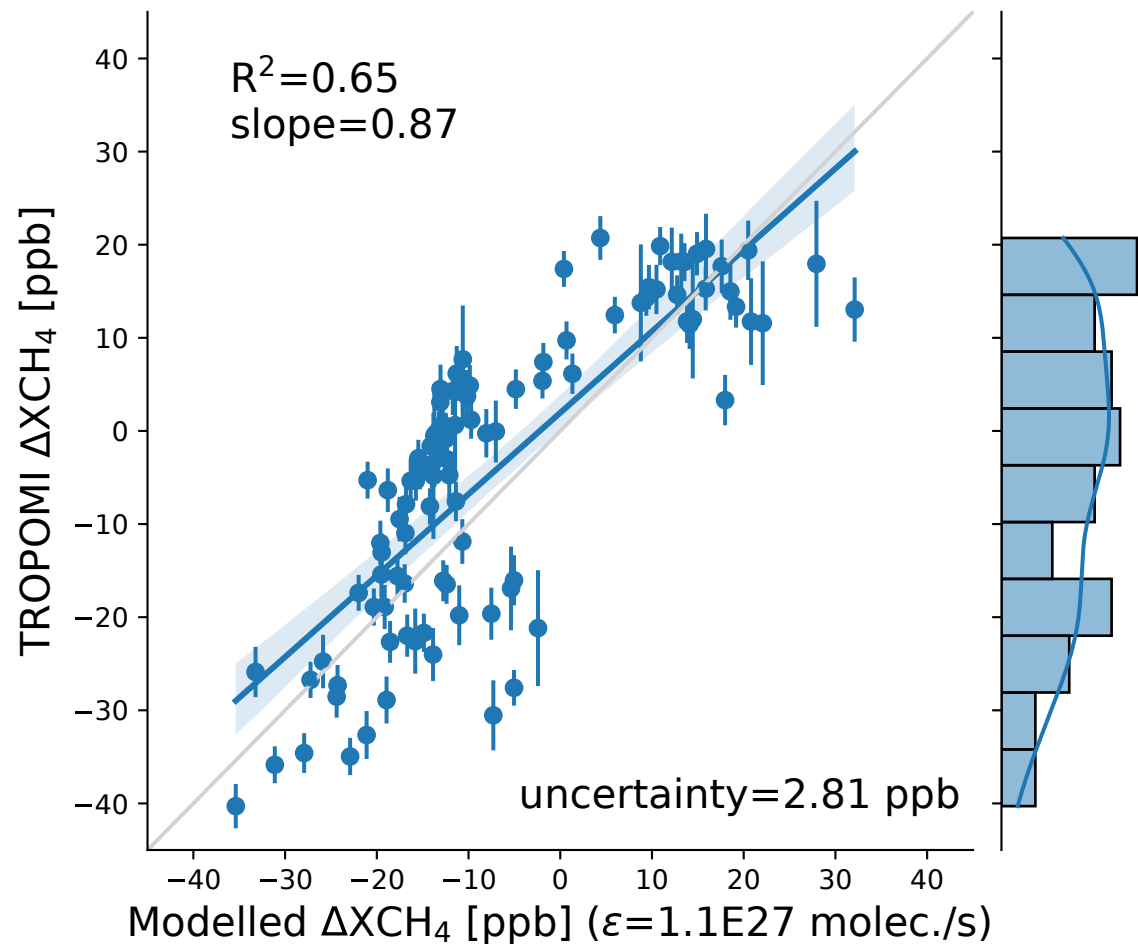 R²=0.65
slope=0.87
uncertainty=2.81 ppb
TROPOMI ΔXCH₄ [ppb]
40
30
20
10
0
−10
−20
−30
−40
−40 −30 −20 −10 0 10 20 30 40
Modelled ΔXCH₄ [ppb] (ε=1.1E27 molec./s)